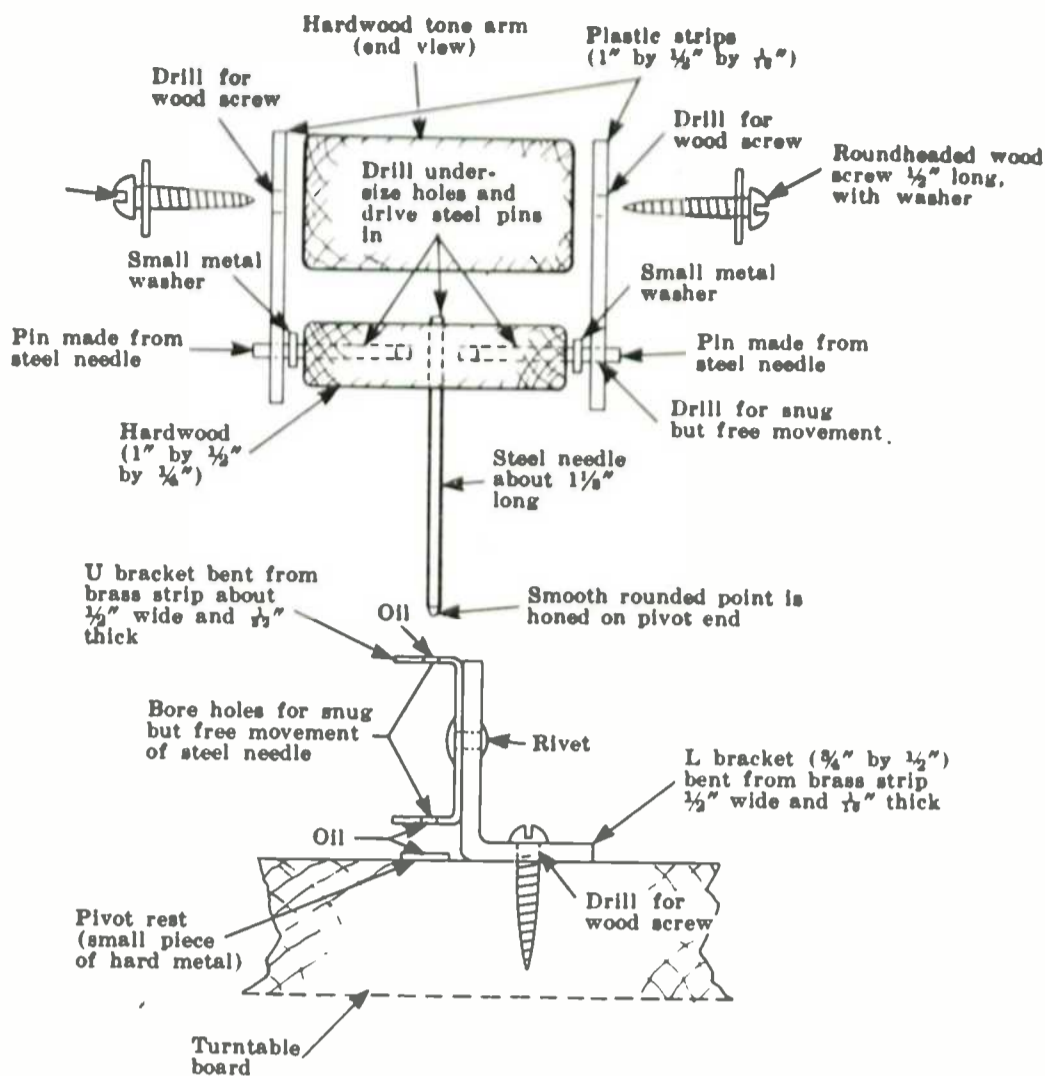 Hardwood tone arm
(end view)
Plastic strips
(1" by ½" by 1/16")
Drill for
wood screw
Drill for
wood screw
Roundheaded wood
screw ½" long,
with washer
Drill under-
size holes and
drive steel pins
in
Small metal
washer
Small metal
washer
Pin made from
steel needle
Pin made from
steel needle
Drill for snug
but free movement
Hardwood
(1" by ½"
by ¼")
Steel needle
about 1½"
long
U bracket bent from
brass strip about
½" wide and 1/32"
thick
Smooth rounded point is
honed on pivot end
Oil
Bore holes for snug
but free movement
of steel needle
Rivet
L bracket (¾" by ½")
bent from brass strip
½" wide and 1/16" thick
Oil
Drill for
wood screw
Pivot rest
(small piece
of hard metal)
Turntable
board